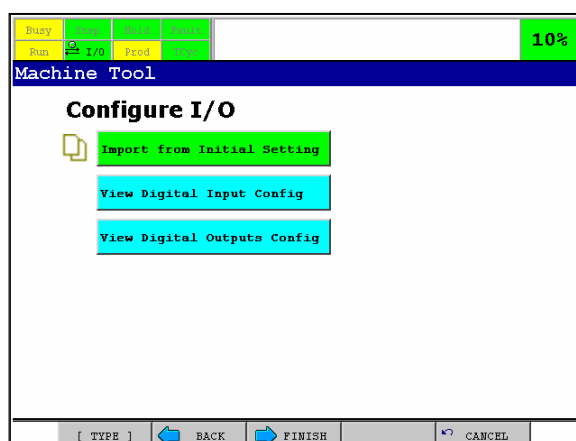 Busy Step Hold Fault
Run I/O Prod TCyc
10%
Machine Tool
Configure I/O
Import from Initial Setting
View Digital Input Config
View Digital Outputs Config
[ TYPE ] BACK FINISH CANCEL